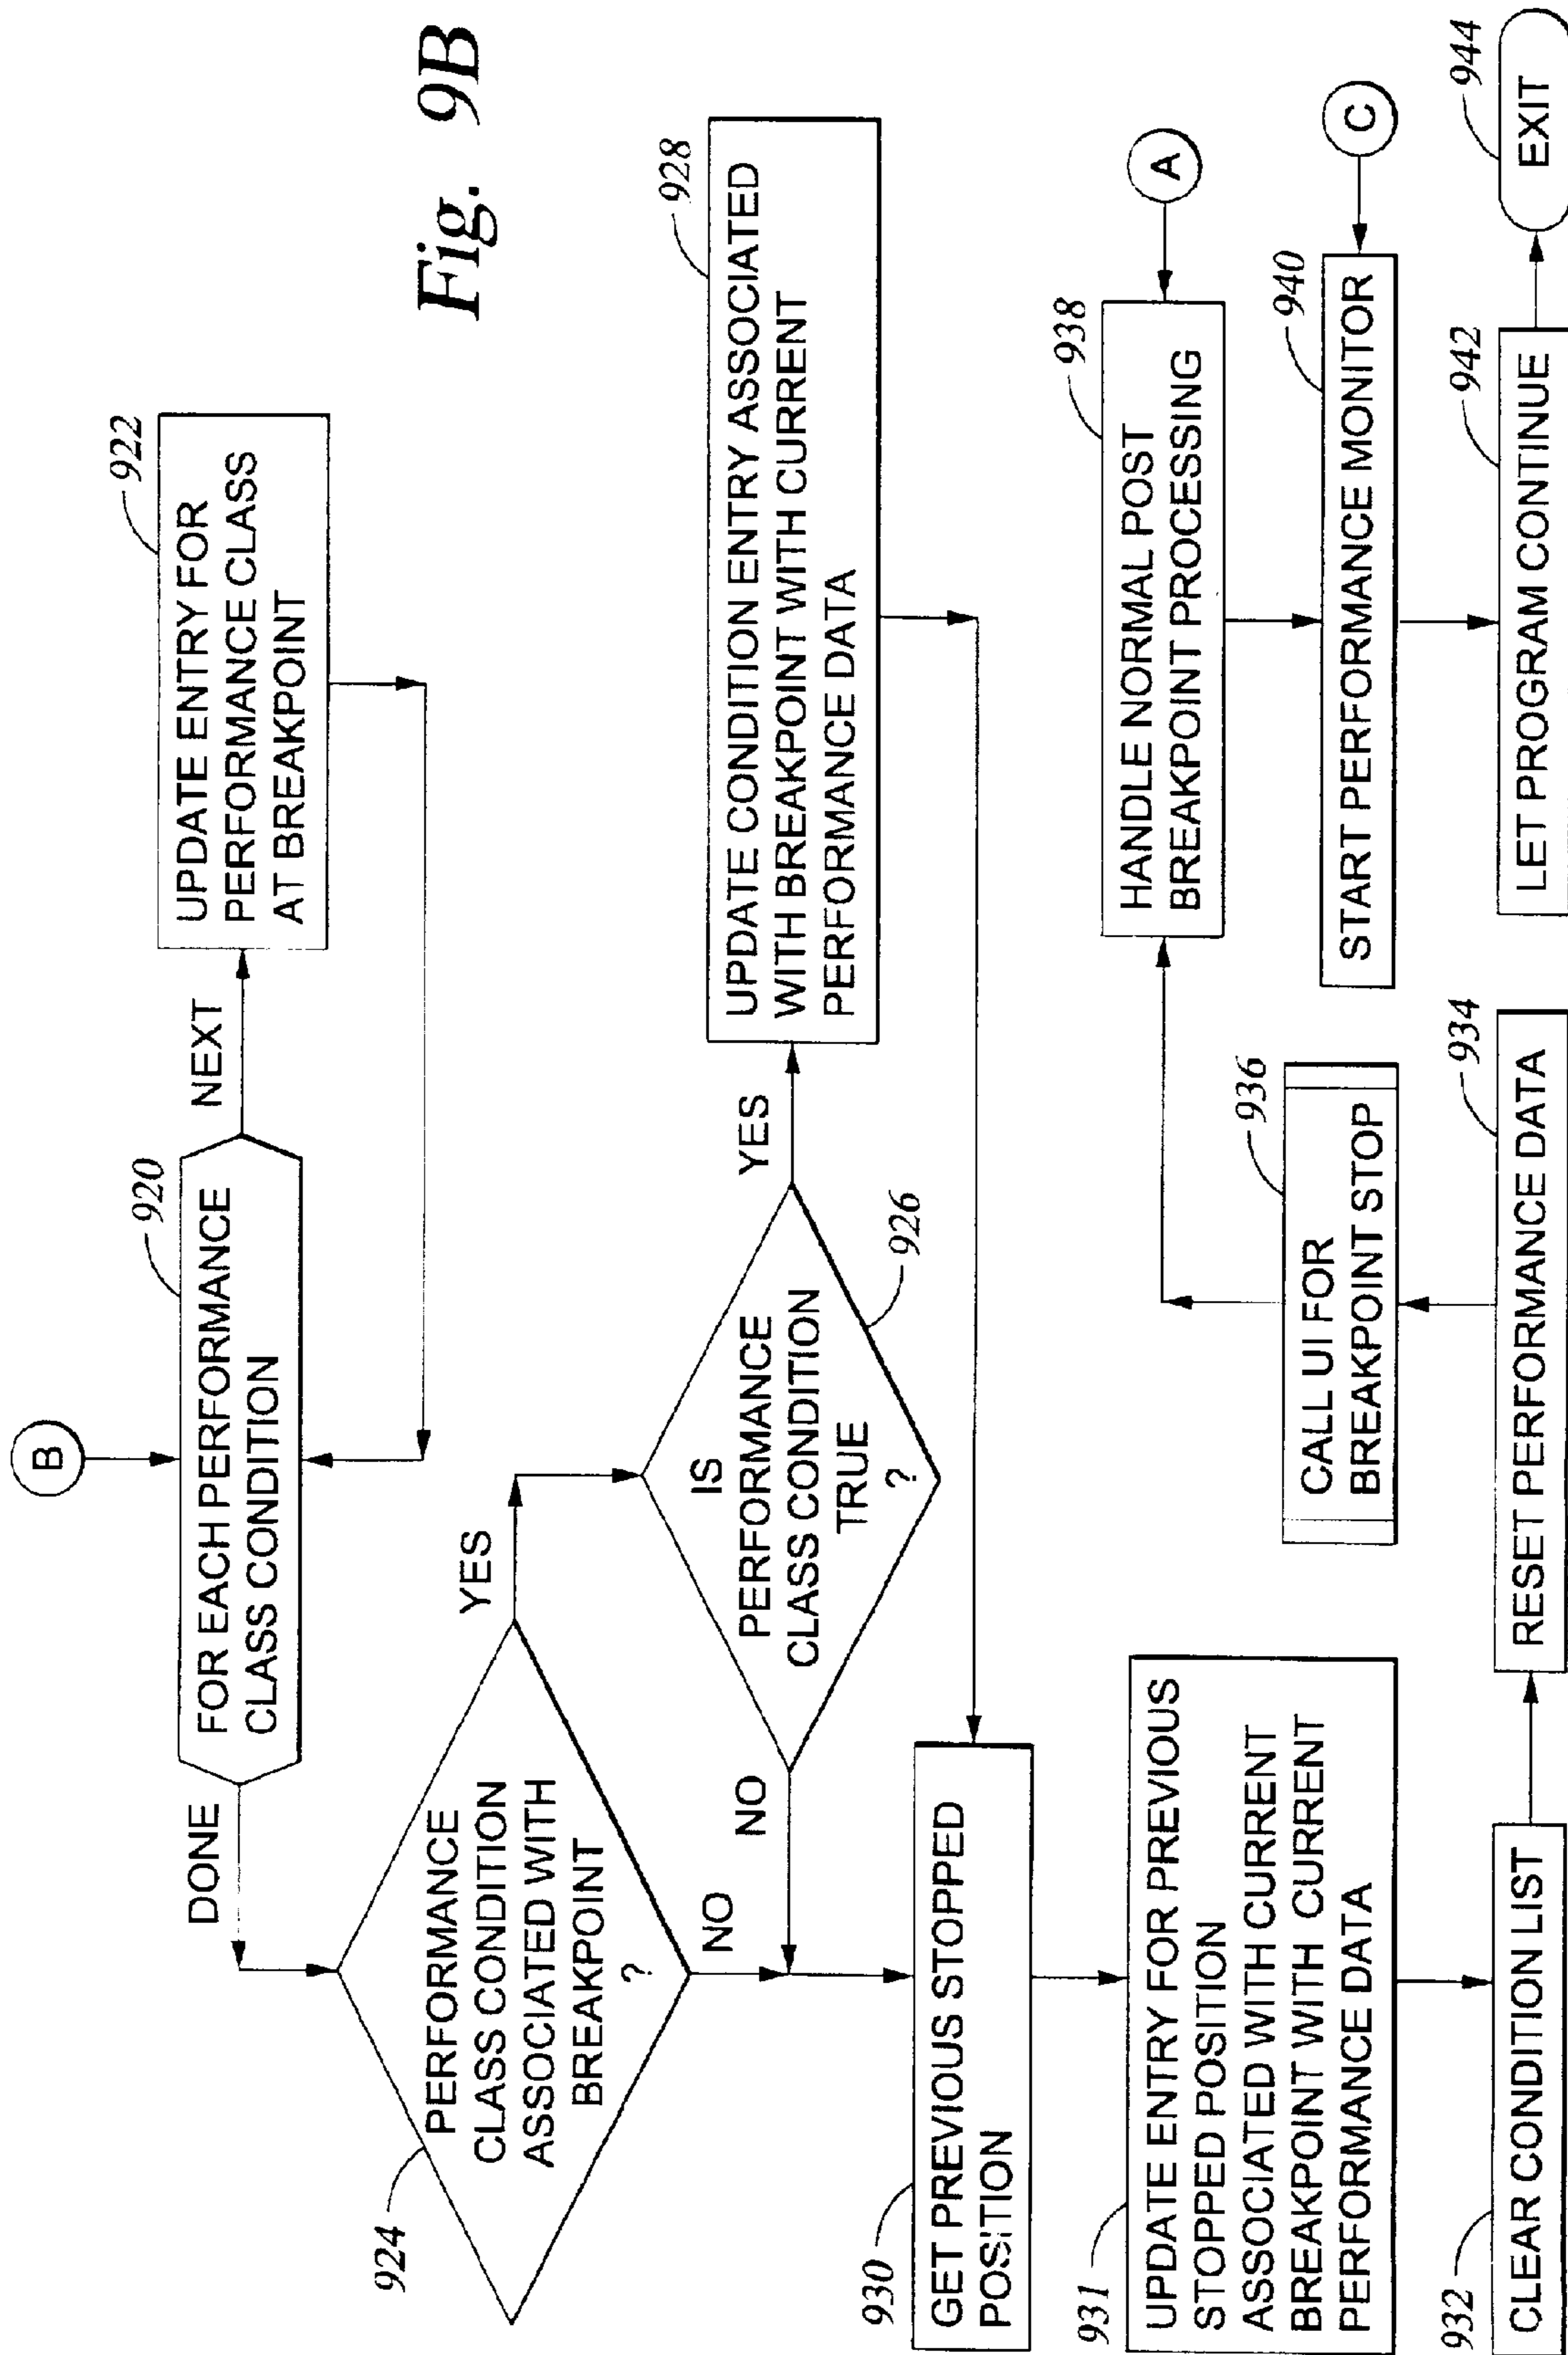 Fig. 9B
B
920
FOR EACH PERFORMANCE
CLASS CONDITION
NEXT
922
UPDATE ENTRY FOR
PERFORMANCE CLASS
AT BREAKPOINT
DONE
924
PERFORMANCE
CLASS CONDITION
ASSOCIATED WITH
BREAKPOINT
?
YES
NO
926
IS
PERFORMANCE
CLASS CONDITION
TRUE
?
YES
NO
928
UPDATE CONDITION ENTRY ASSOCIATED
WITH BREAKPOINT WITH CURRENT
PERFORMANCE DATA
930
GET PREVIOUS STOPPED
POSITION
931
UPDATE ENTRY FOR PREVIOUS
STOPPED POSITION
ASSOCIATED WITH CURRENT
BREAKPOINT WITH CURRENT
PERFORMANCE DATA
932
CLEAR CONDITION LIST
934
RESET PERFORMANCE DATA
936
CALL UI FOR
BREAKPOINT STOP
A
938
HANDLE NORMAL POST
BREAKPOINT PROCESSING
C
940
START PERFORMANCE MONITOR
942
LET PROGRAM CONTINUE
944
EXIT